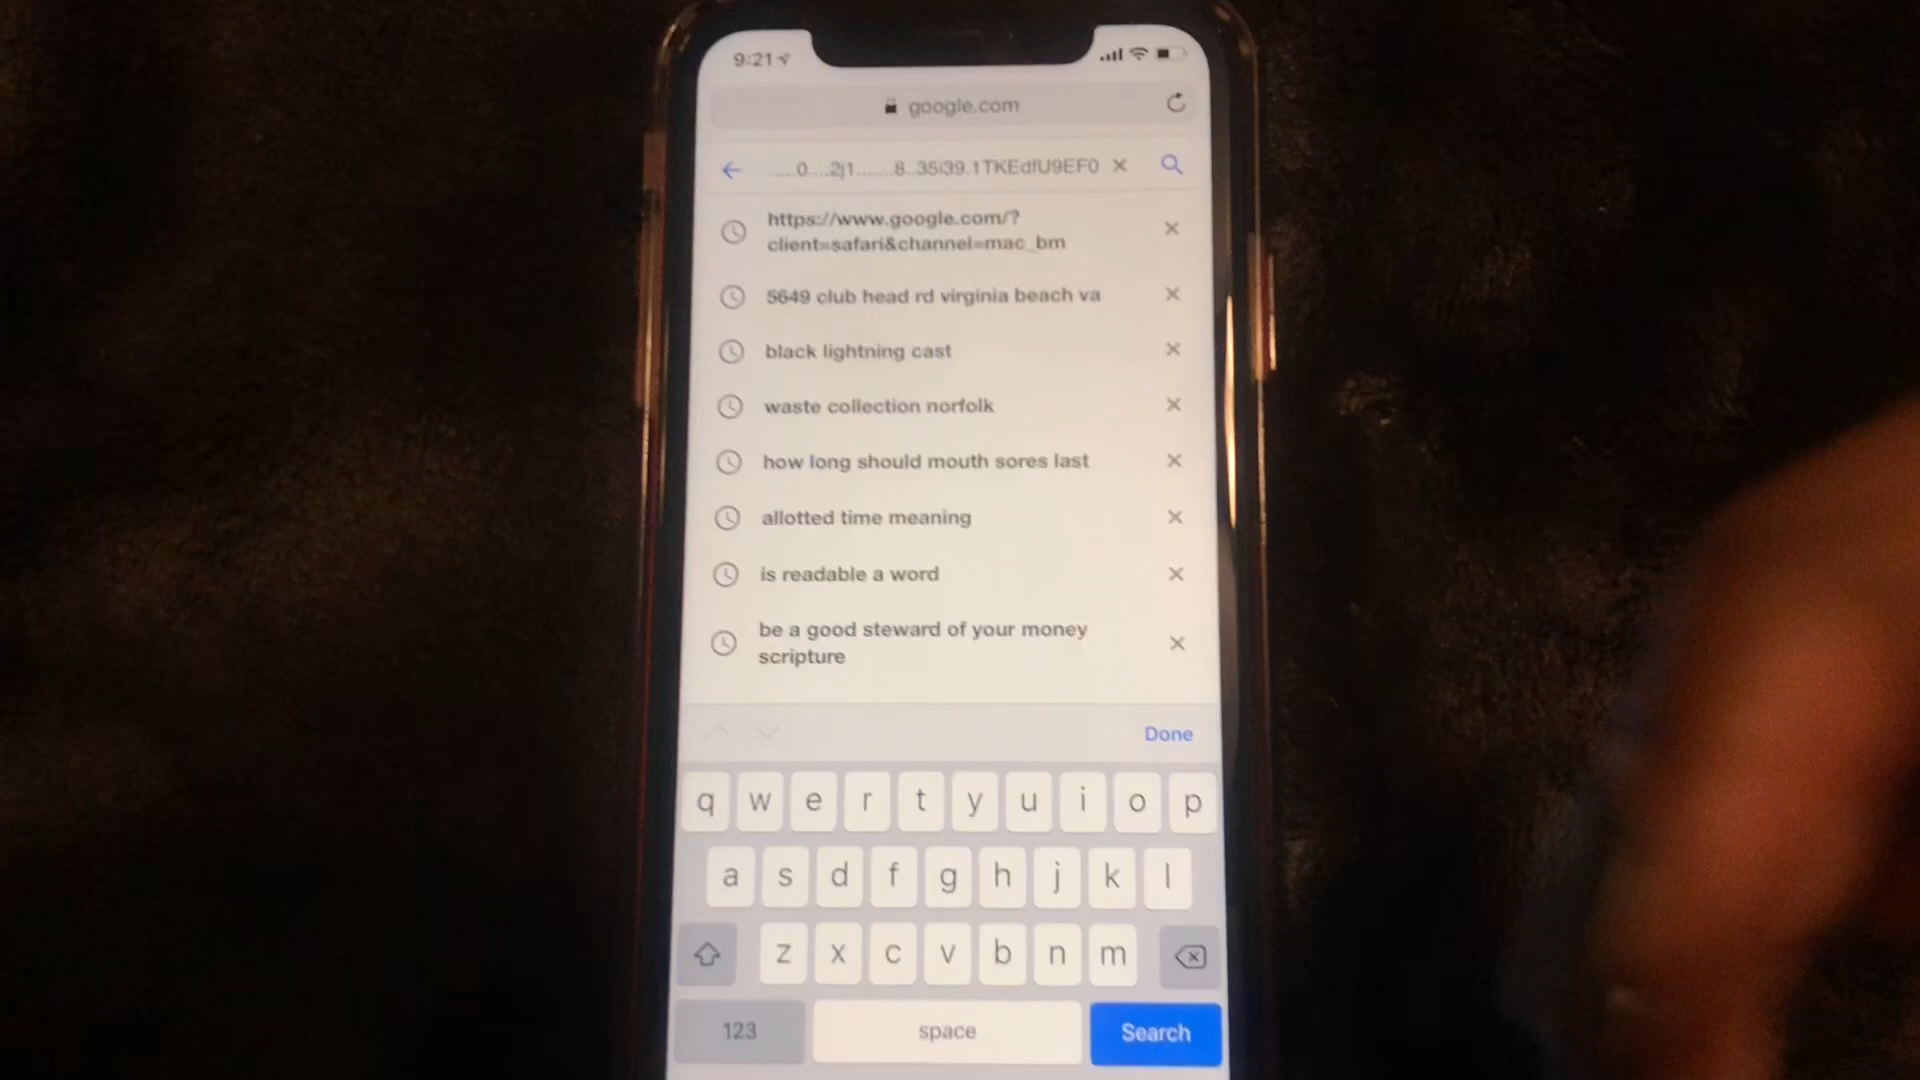 9:21
google.com
.....0....2j1.......8..35i39.1TKEdfU9EF0
https://www.google.com/?
client=safari&channel=mac_bm
5649 club head rd virginia beach va
black lightning cast
waste collection norfolk
how long should mouth sores last
allotted time meaning
is readable a word
be a good steward of your money
scripture
Done
q w e r t y u i o p
a s d f g h j k l
z x c v b n m
123 space Search